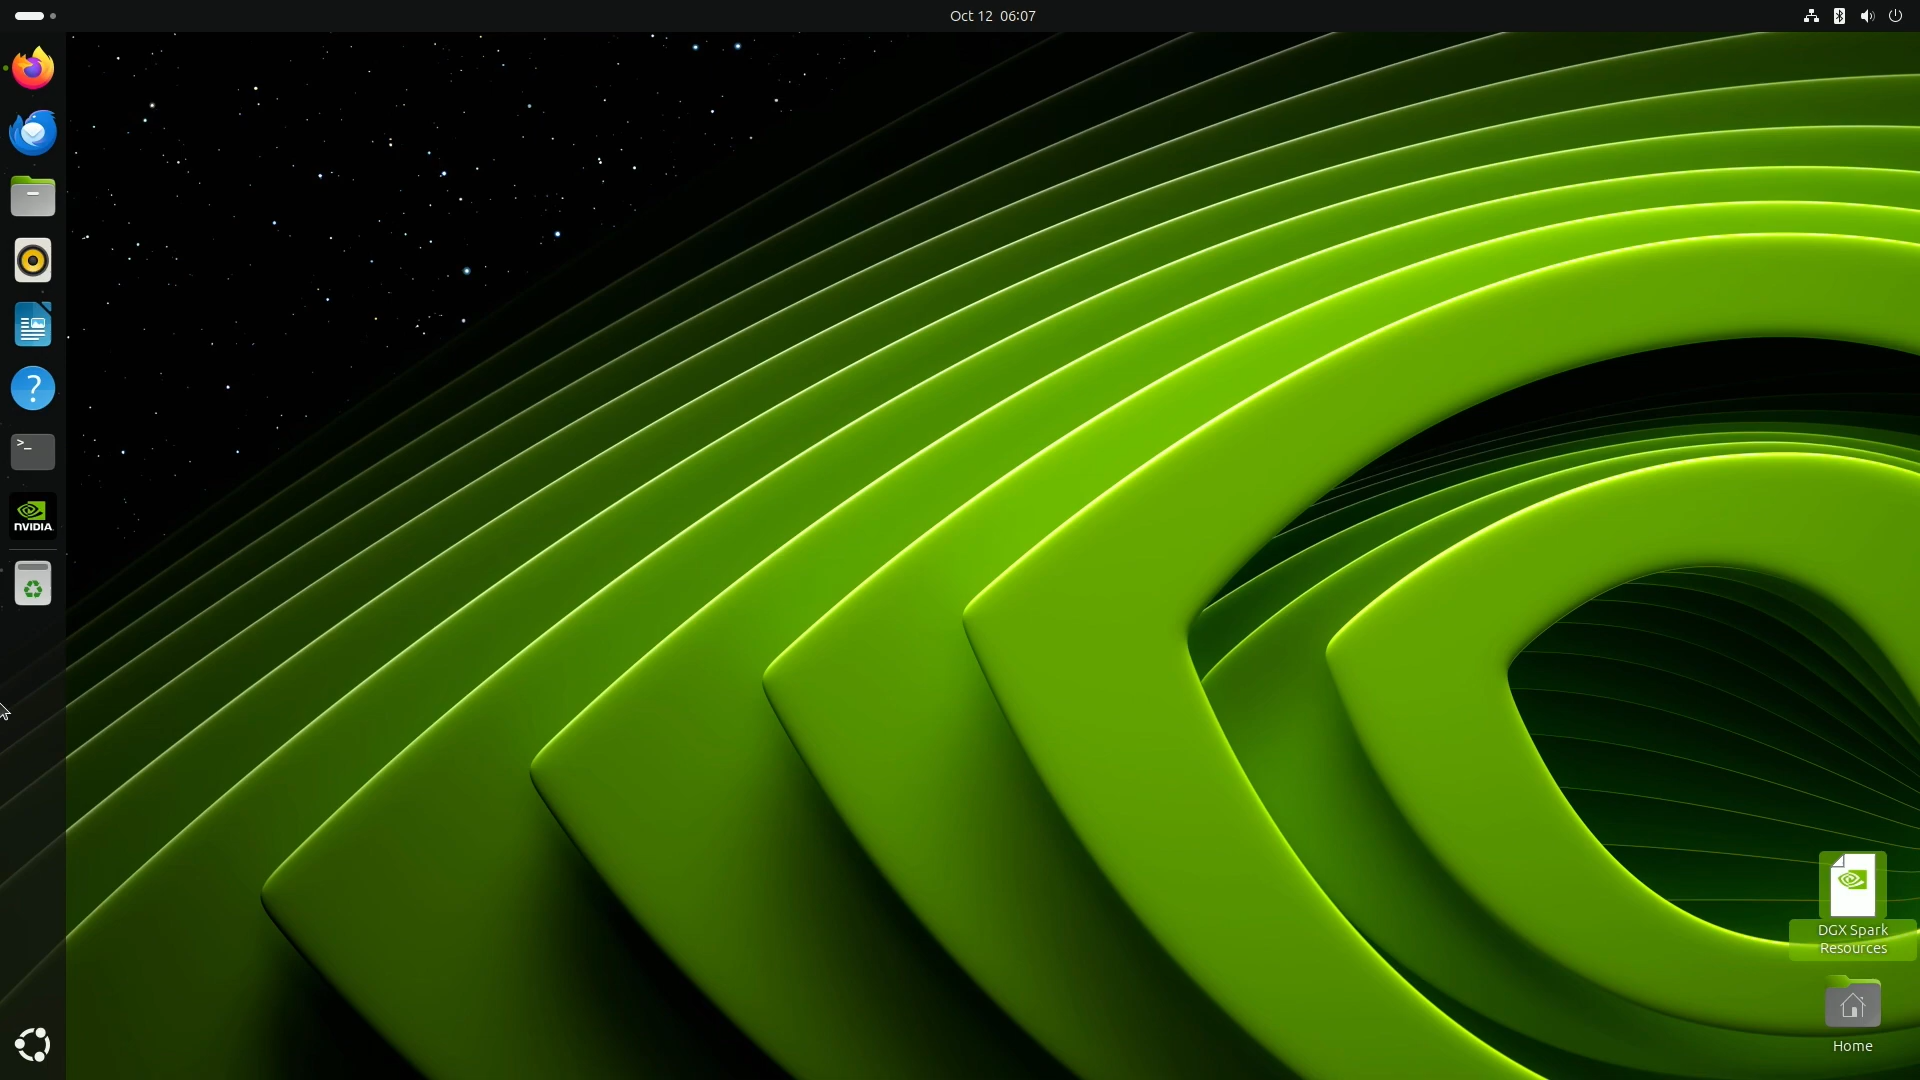 Oct 12 06:07
>_
?
NVIDIA
DGX Spark
Resources
Home